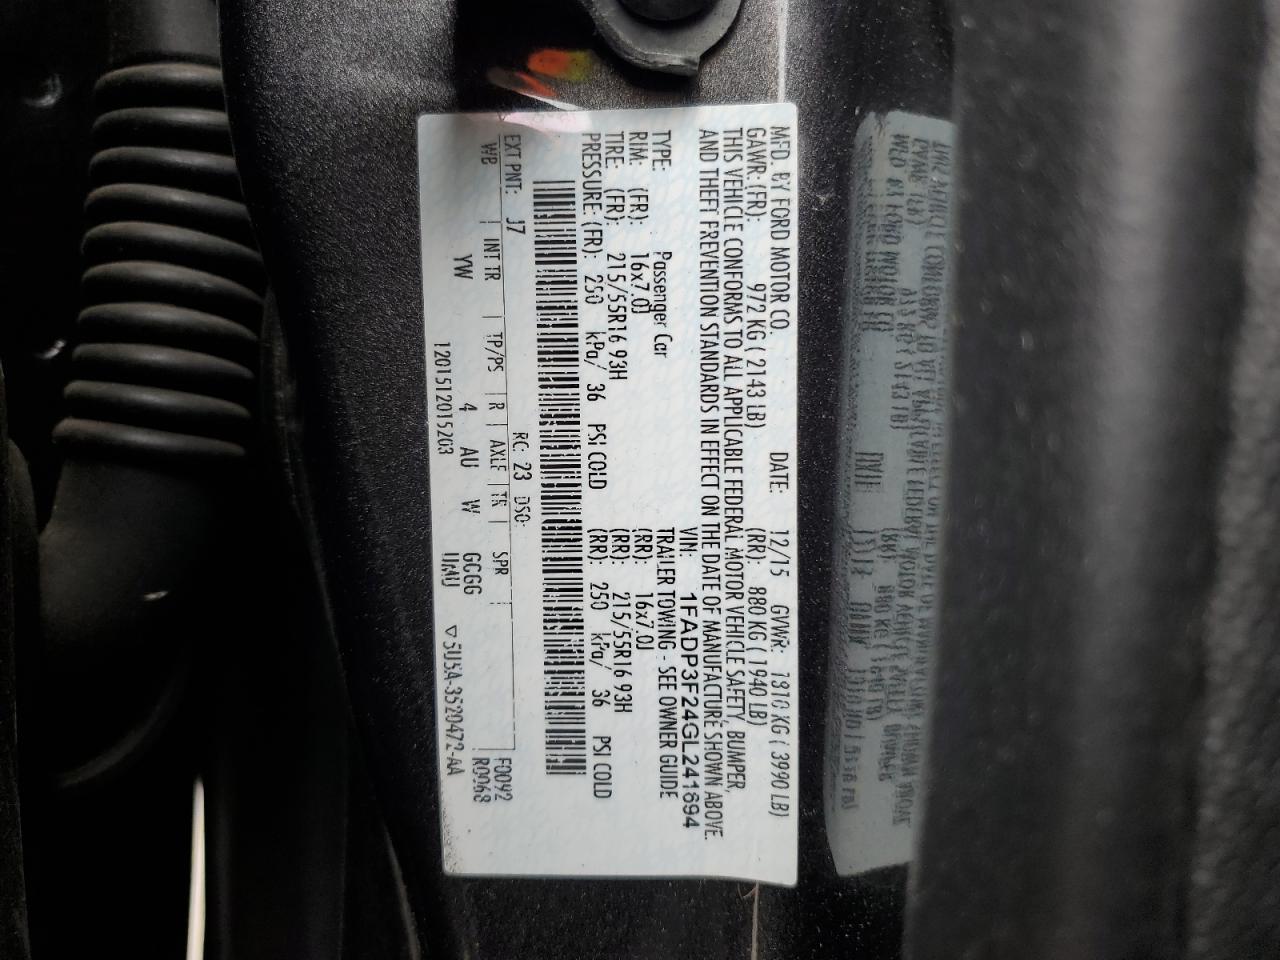 MFD. BY FORD MOTOR CO. DATE: 12/15 GVWR: 1810 KG ( 3990 LB)
GAWR: (FR): 972 KG ( 2143 LB) (RR): 880 KG ( 1940 LB)
THIS VEHICLE CONFORMS TO ALL APPLICABLE FEDERAL MOTOR VEHICLE SAFETY, BUMPER,
AND THEFT PREVENTION STANDARDS IN EFFECT ON THE DATE OF MANUFACTURE SHOWN ABOVE.
VIN: 1FADP3F24GL241694
TYPE: Passenger Car TRAILER TOWING - SEE OWNER GUIDE
RIM: (FR): 16x7.0J (RR): 16x7.0J
TIRE: (FR): 215/55R16 93H (RR): 215/55R16 93H
PRESSURE: (FR): 250 kPa/ 36 PSI COLD (RR): 250 kPa/ 36 PSI COLD
RC: 23 DSO: F0092
EXT PNT: J7 R0068
WB INT TR TP/PS R AXLE TR SPR
YW 4 AU W GCGG
1201512015203 UMU ▽5U5A-3520472-AA